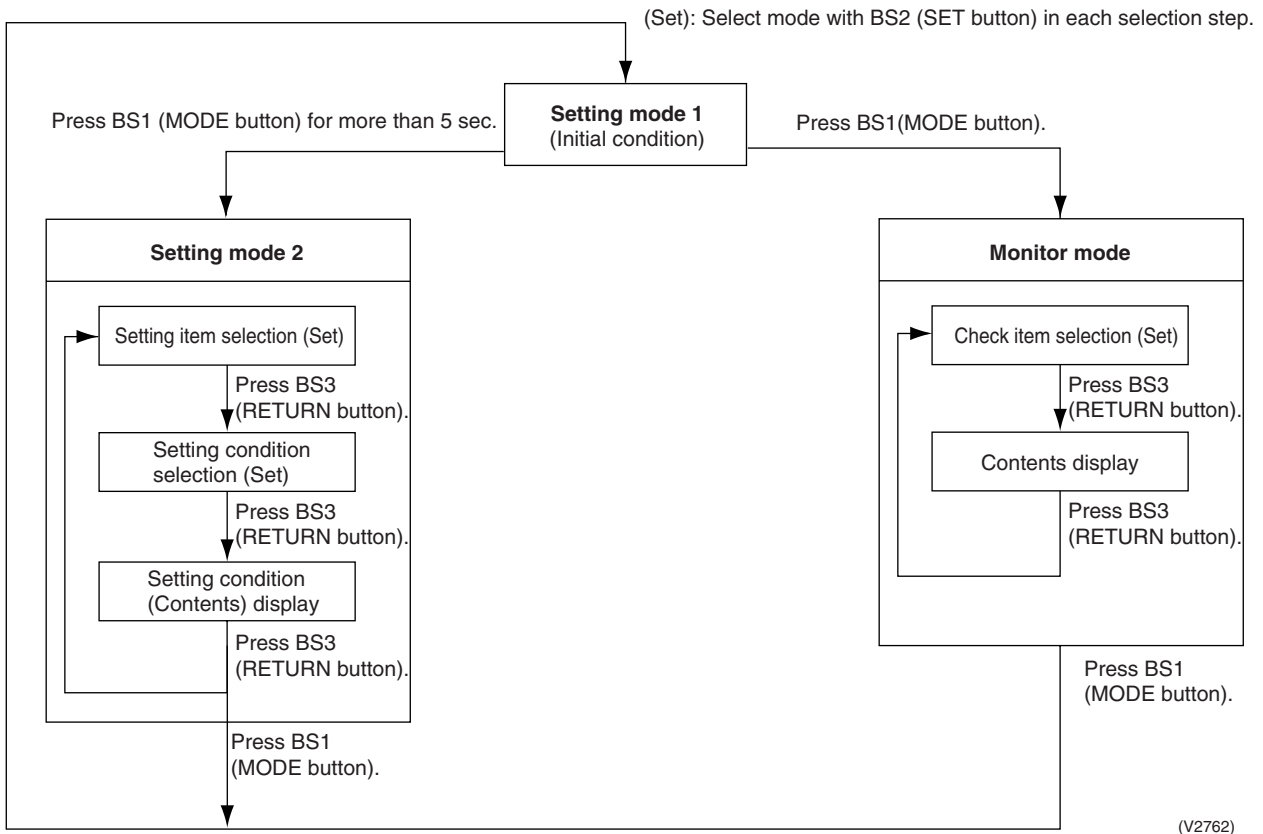 (Set): Select mode with BS2 (SET button) in each selection step.
Setting mode 1
(Initial condition)
Press BS1 (MODE button) for more than 5 sec.
Press BS1(MODE button).
Setting mode 2
Setting item selection (Set)
Press BS3
(RETURN button).
Setting condition
selection (Set)
Press BS3
(RETURN button).
Setting condition
(Contents) display
Press BS3
(RETURN button).
Press BS1
(MODE button).
Monitor mode
Check item selection (Set)
Press BS3
(RETURN button).
Contents display
Press BS3
(RETURN button).
Press BS1
(MODE button).
(V2762)